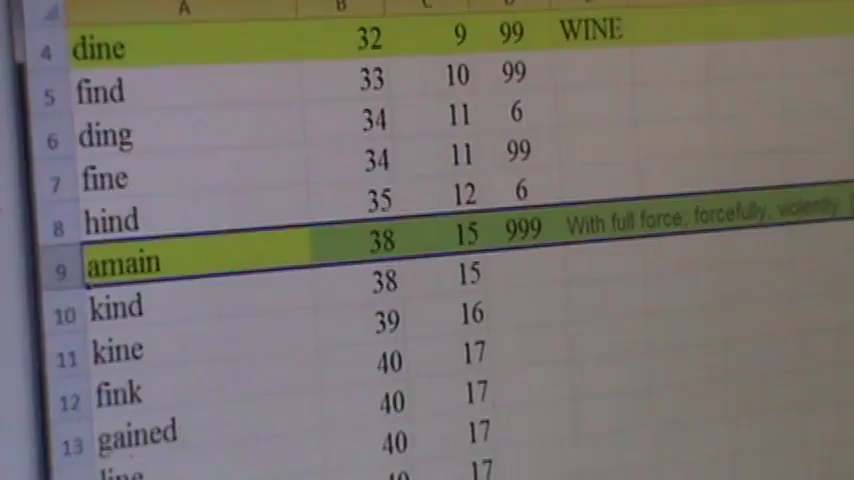 A B C
4 dine 32 9 99 WINE
5 find 33 10 99
6 ding 34 11 6
7 fine 34 11 99
8 hind 35 12 6
9 amain 38 15 999 With full force; forcefully, violently
10 kind 38 15
11 kine 39 16
12 fink 40 17
13 gained 40 17
line 40 17
17